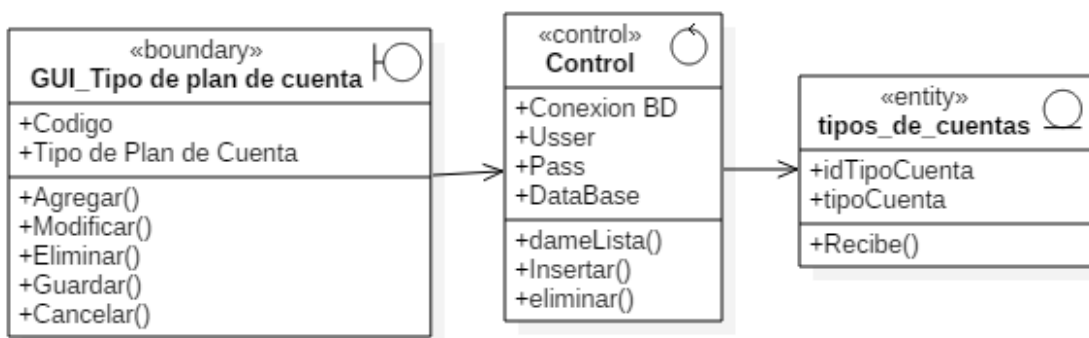 «boundary»
GUI_Tipo de plan de cuenta
+Codigo
+Tipo de Plan de Cuenta
+Agregar()
+Modificar()
+Eliminar()
+Guardar()
+Cancelar()
«control»
Control
+Conexion BD
+Usser
+Pass
+DataBase
+dameLista()
+Insertar()
+eliminar()
«entity»
tipos_de_cuentas
+idTipoCuenta
+tipoCuenta
+Recibe()